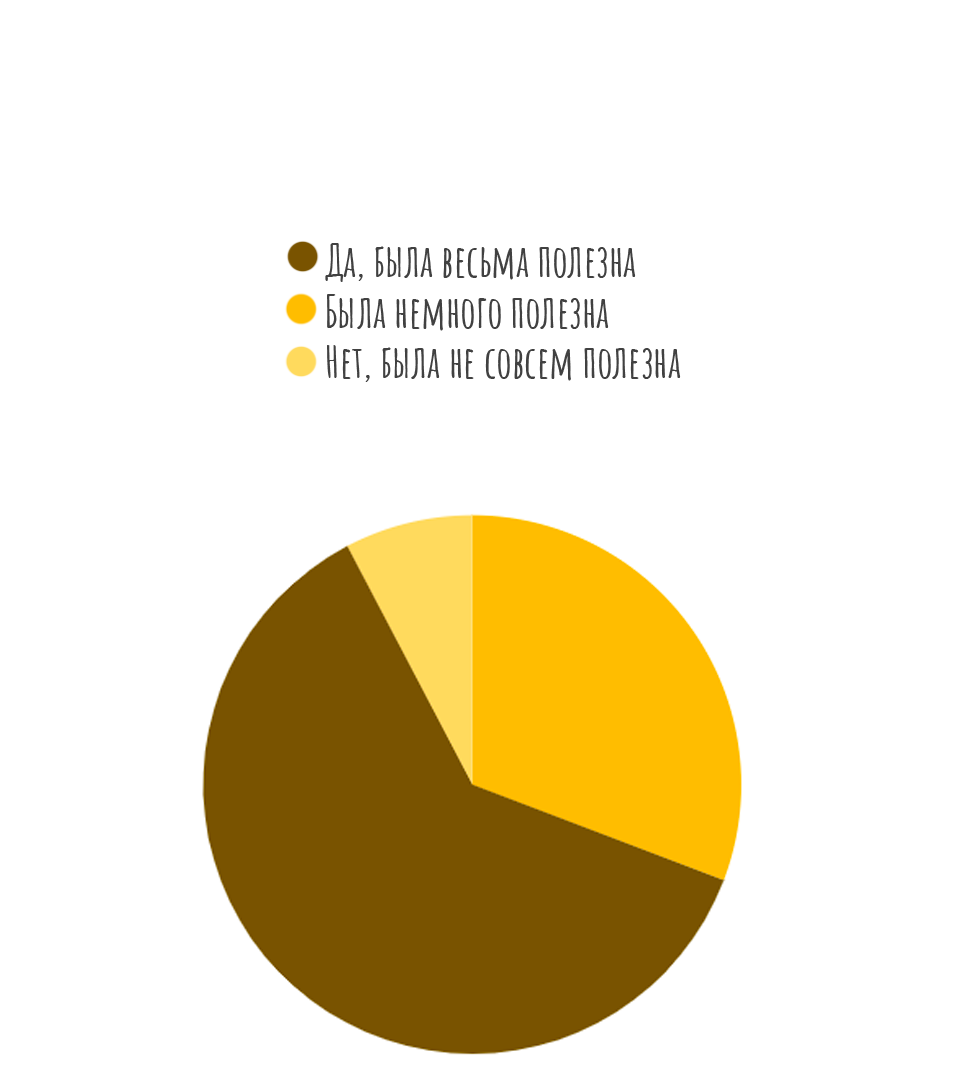 Да, была весьма полезна
Была немного полезна
Нет, была не совсем полезна